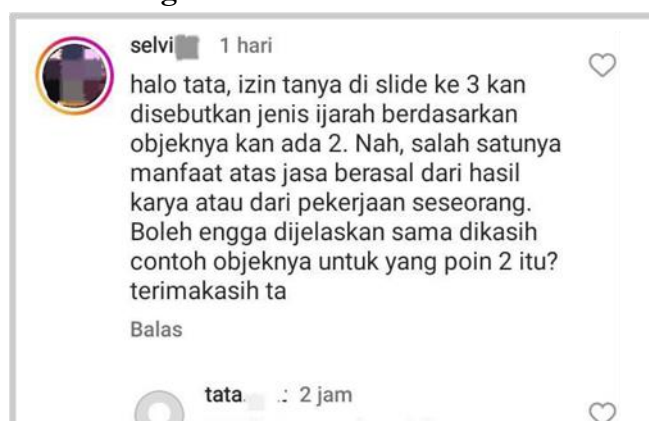 selvi 1 hari
halo tata, izin tanya di slide ke 3 kan
disebutkan jenis ijarah berdasarkan
objeknya kan ada 2. Nah, salah satunya
manfaat atas jasa berasal dari hasil
karya atau dari pekerjaan seseorang.
Boleh engga dijelaskan sama dikasih
contoh objeknya untuk yang poin 2 itu?
terimakasih ta
Balas
tata 2 jam